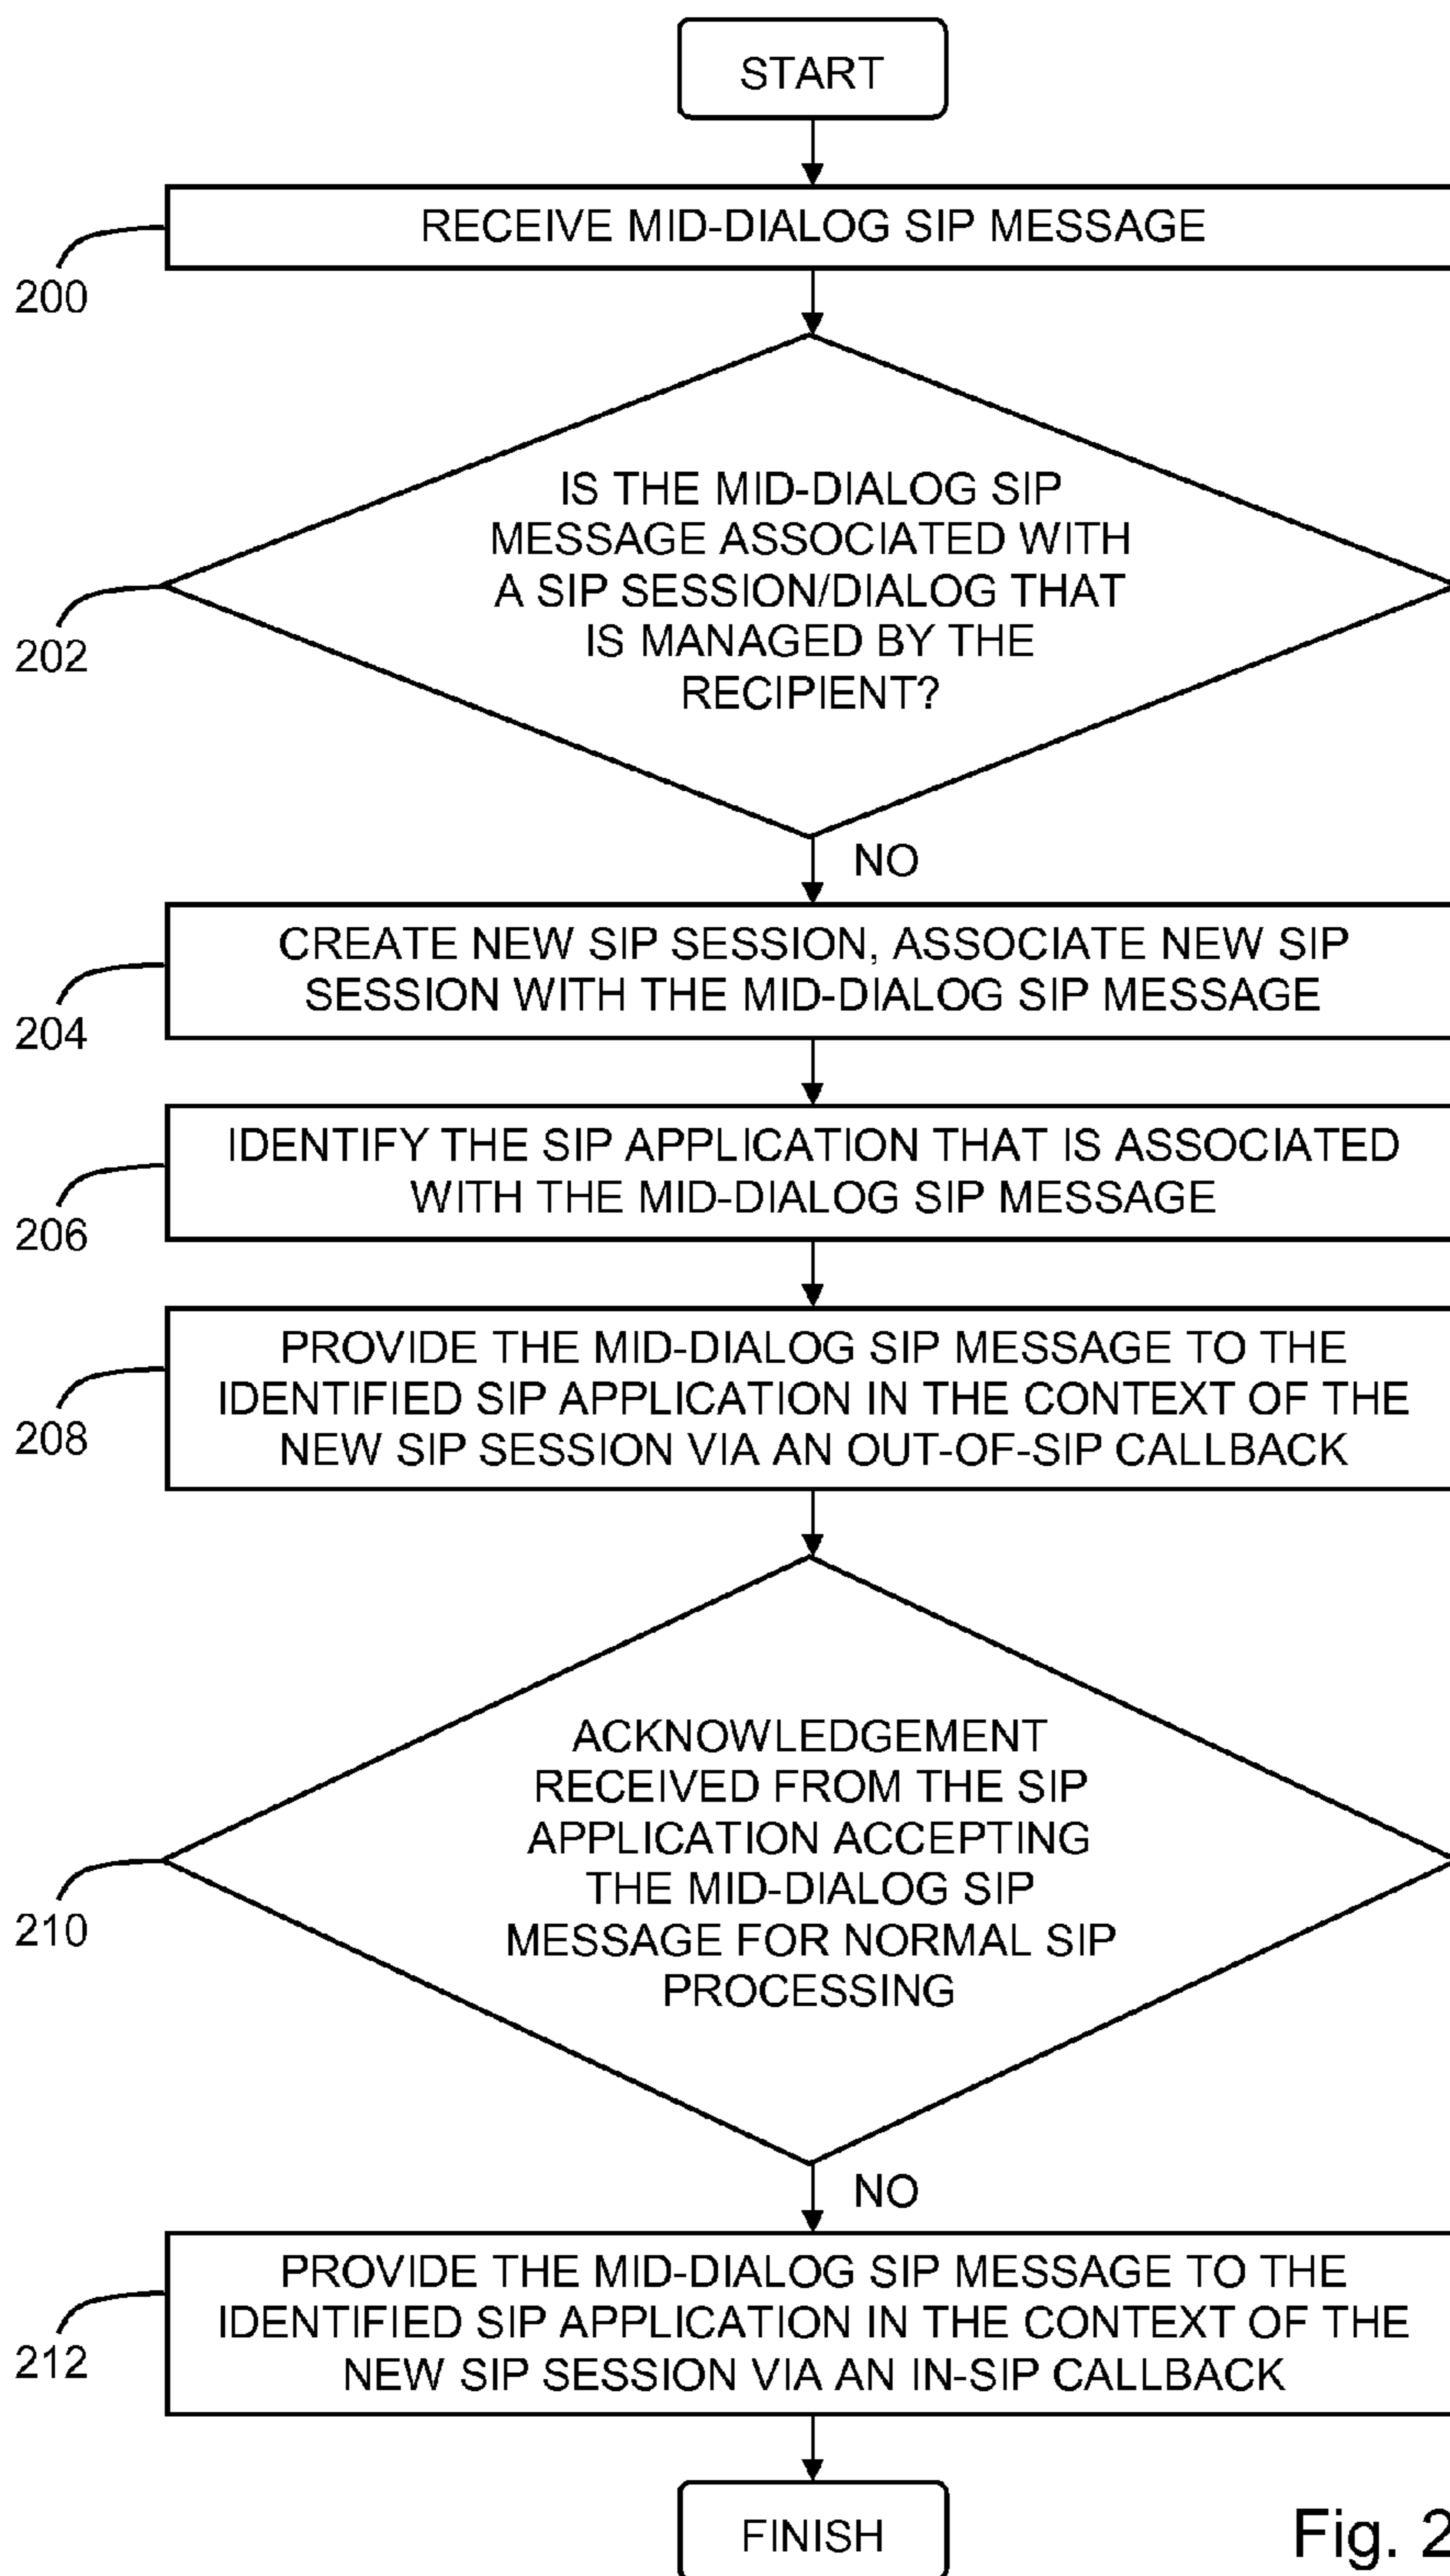 START
RECEIVE MID-DIALOG SIP MESSAGE
200
IS THE MID-DIALOG SIP
MESSAGE ASSOCIATED WITH
A SIP SESSION/DIALOG THAT
IS MANAGED BY THE
RECIPIENT?
202
NO
CREATE NEW SIP SESSION, ASSOCIATE NEW SIP
SESSION WITH THE MID-DIALOG SIP MESSAGE
204
IDENTIFY THE SIP APPLICATION THAT IS ASSOCIATED
WITH THE MID-DIALOG SIP MESSAGE
206
PROVIDE THE MID-DIALOG SIP MESSAGE TO THE
IDENTIFIED SIP APPLICATION IN THE CONTEXT OF THE
NEW SIP SESSION VIA AN OUT-OF-SIP CALLBACK
208
ACKNOWLEDGEMENT
RECEIVED FROM THE SIP
APPLICATION ACCEPTING
THE MID-DIALOG SIP
MESSAGE FOR NORMAL SIP
PROCESSING
210
NO
PROVIDE THE MID-DIALOG SIP MESSAGE TO THE
IDENTIFIED SIP APPLICATION IN THE CONTEXT OF THE
NEW SIP SESSION VIA AN IN-SIP CALLBACK
212
FINISH
Fig. 2